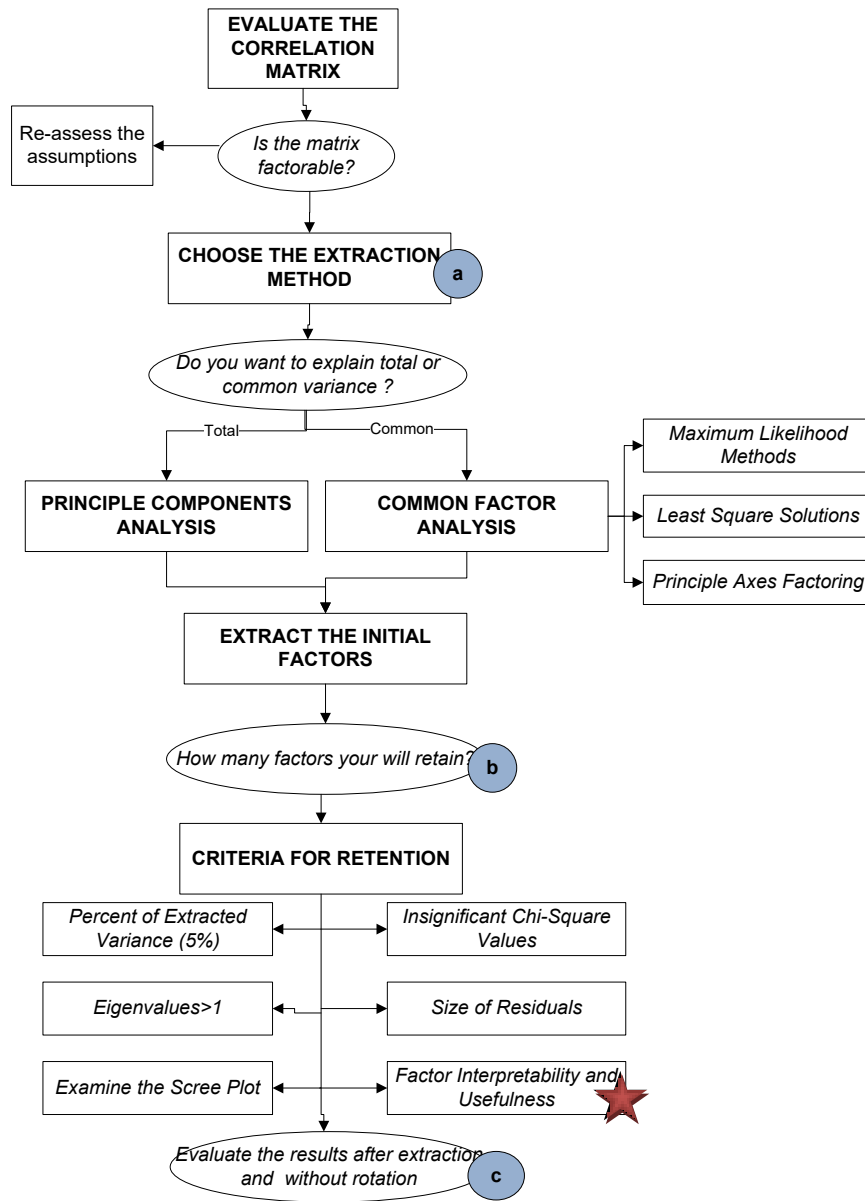 EVALUATE THE
CORRELATION
MATRIX
Re-assess the
assumptions
Is the matrix
factorable?
CHOOSE THE EXTRACTION
METHOD
a
Do you want to explain total or
common variance ?
Total
Common
PRINCIPLE COMPONENTS
ANALYSIS
COMMON FACTOR
ANALYSIS
Maximum Likelihood
Methods
Least Square Solutions
Principle Axes Factoring
EXTRACT THE INITIAL
FACTORS
How many factors your will retain?
b
CRITERIA FOR RETENTION
Percent of Extracted
Variance (5%)
Insignificant Chi-Square
Values
Eigenvalues>1
Size of Residuals
Examine the Scree Plot
Factor Interpretability and
Usefulness
Evaluate the results after extraction
and without rotation
c